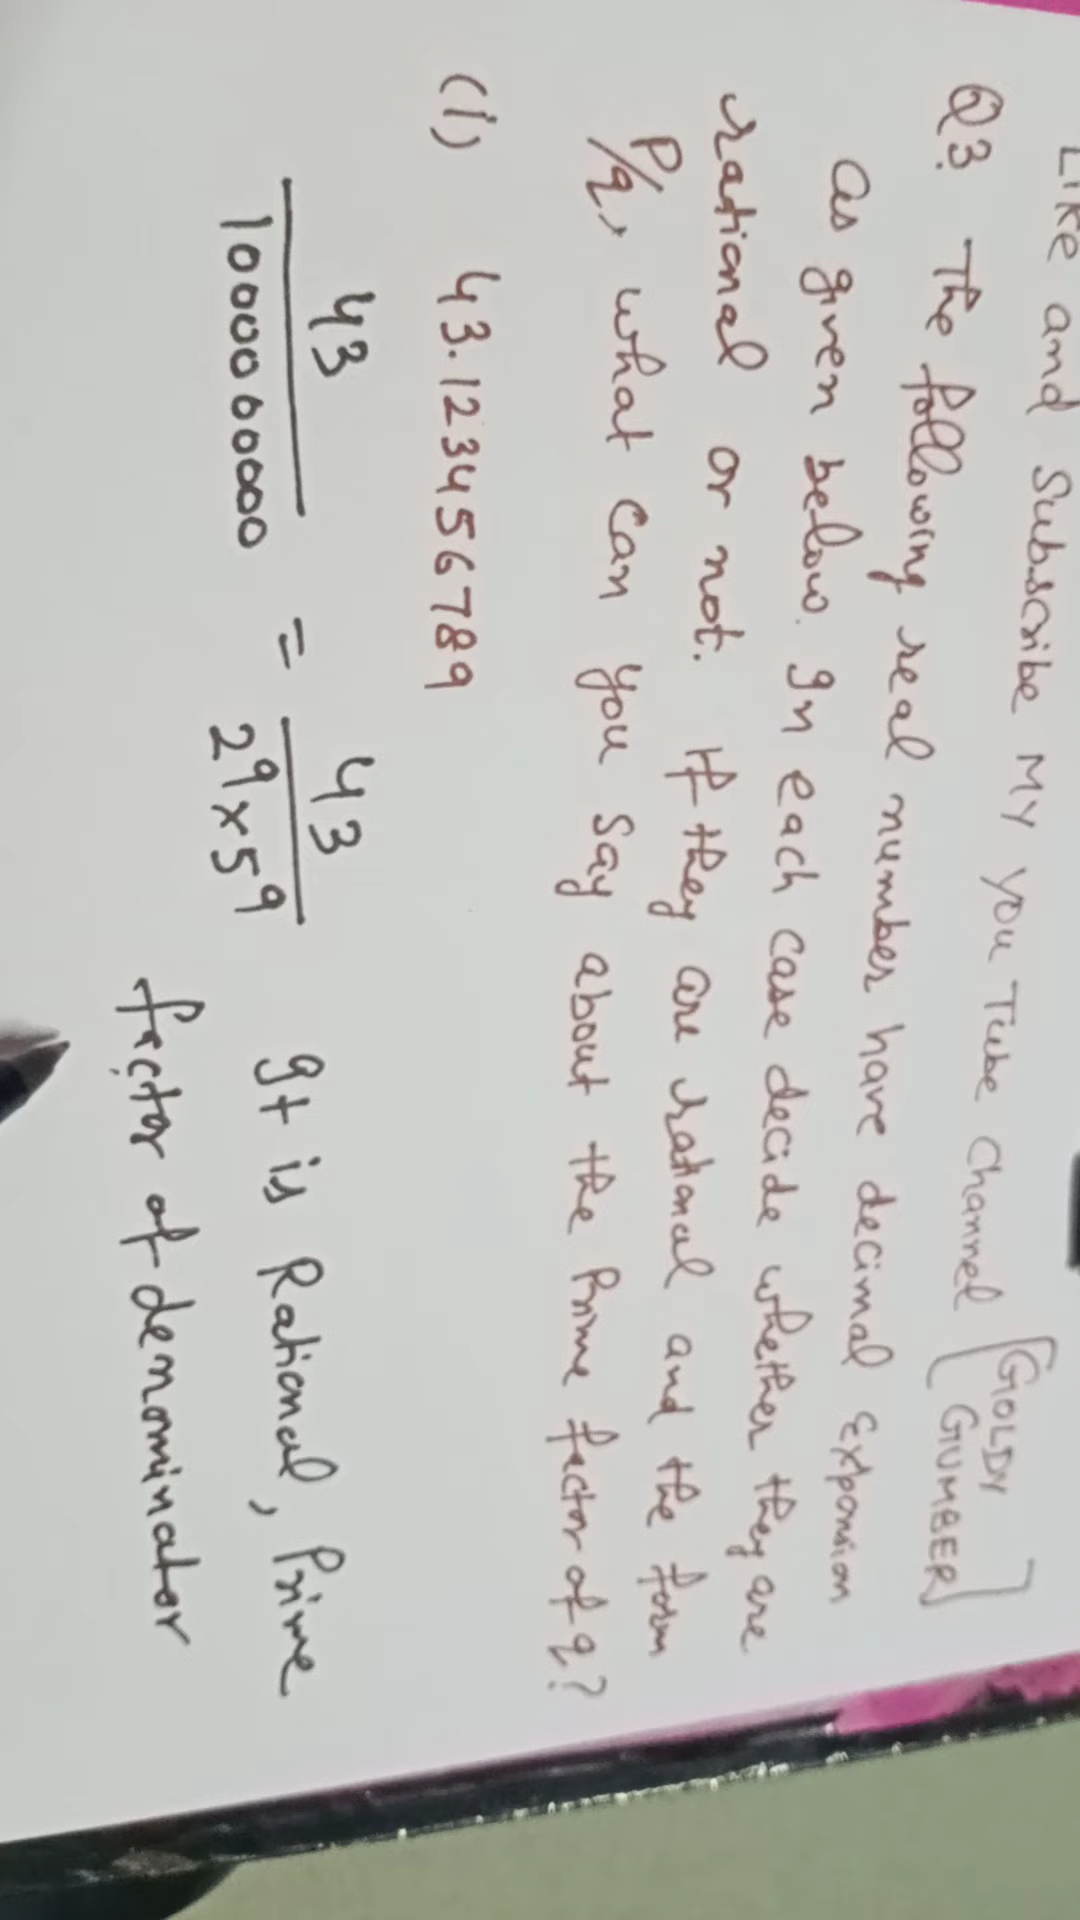 Like and Subscribe My You Tube Channel [GOLDY
GUMBER]
Q3. The following real number have decimal Expansion
as given below. In each case decide whether they are
rational or not. If they are rational and the form
P/q, what can you say about the Prime factor of q?
(i) 43.123456789
43 / 100000000 = 43 / 2⁹×5⁹ It is Rational, Prime
factor of denominator